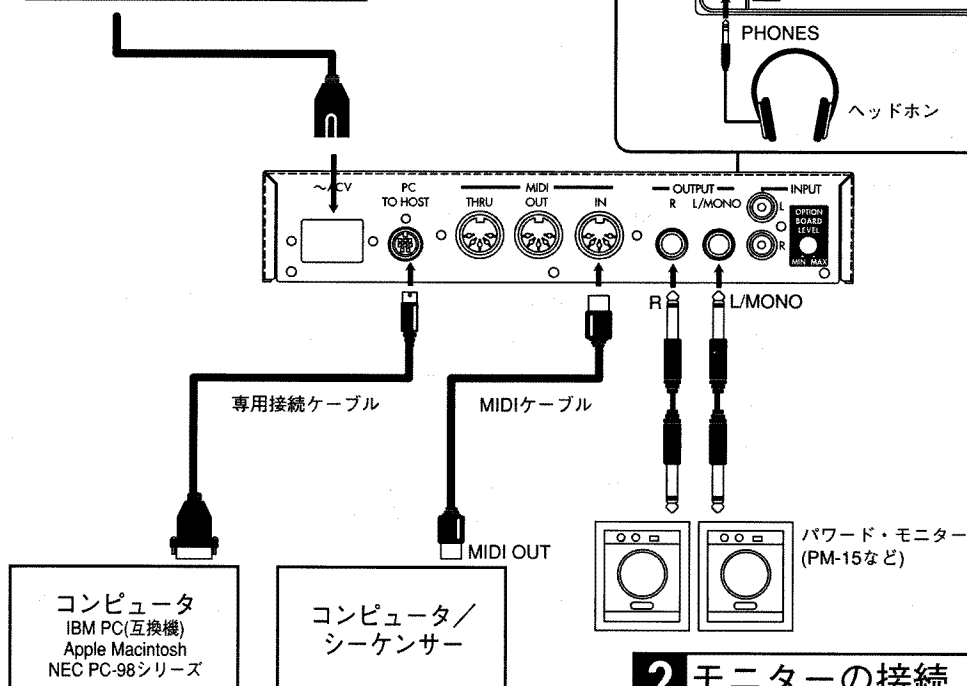 PHONES
ヘッドホン
～ACV
PC
TO HOST
MIDI
THRU
OUT
IN
OUTPUT
R
L/MONO
INPUT
L
R
OPTION
BOARD
LEVEL
MIN MAX
R
L/MONO
専用接続ケーブル
MIDIケーブル
MIDI OUT
パワード・モニター
(PM-15など)
コンピュータ
IBM PC(互換機)
Apple Macintosh
NEC PC-98シリーズ
コンピュータ／
シーケンサー
2 モニターの接続